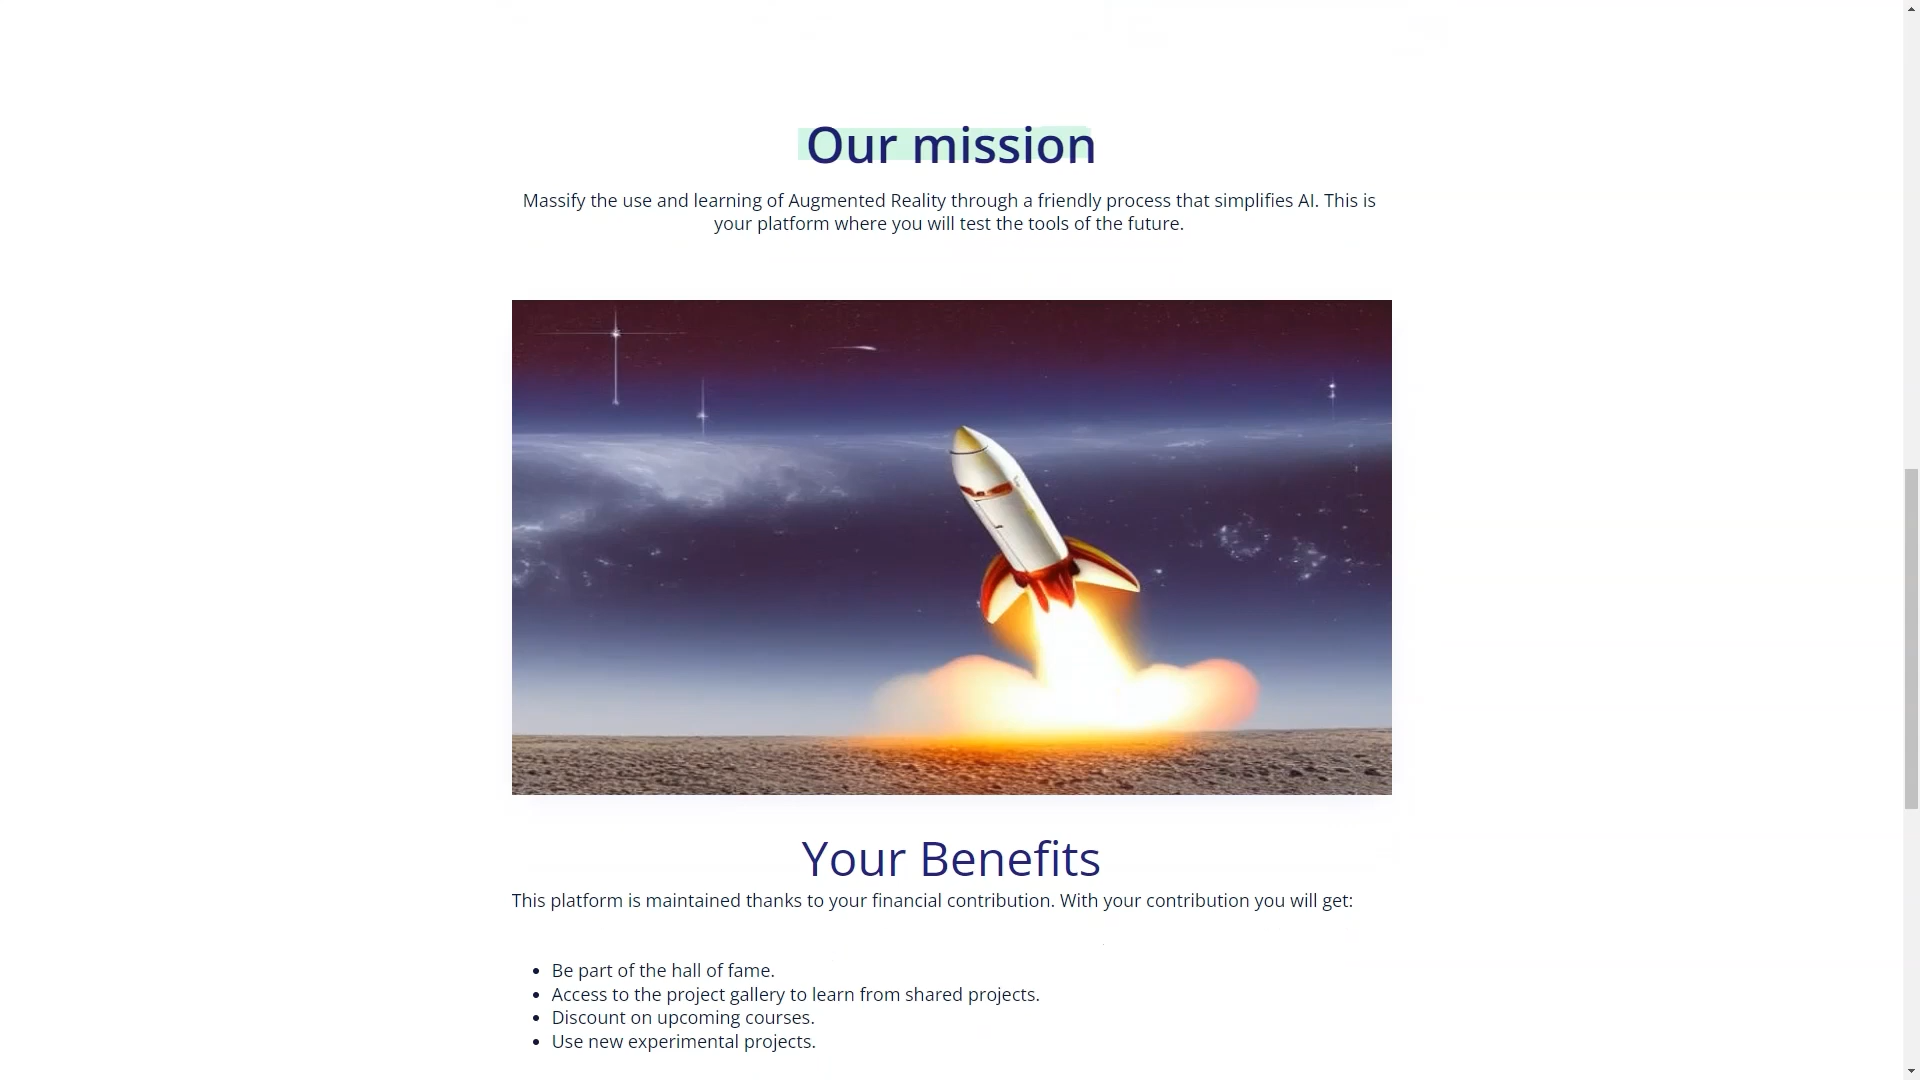 Our mission
Massify the use and learning of Augmented Reality through a friendly process that simplifies AI. This is
your platform where you will test the tools of the future.
Your Benefits
This platform is maintained thanks to your financial contribution. With your contribution you will get:
• Be part of the hall of fame.
• Access to the project gallery to learn from shared projects.
• Discount on upcoming courses.
• Use new experimental projects.